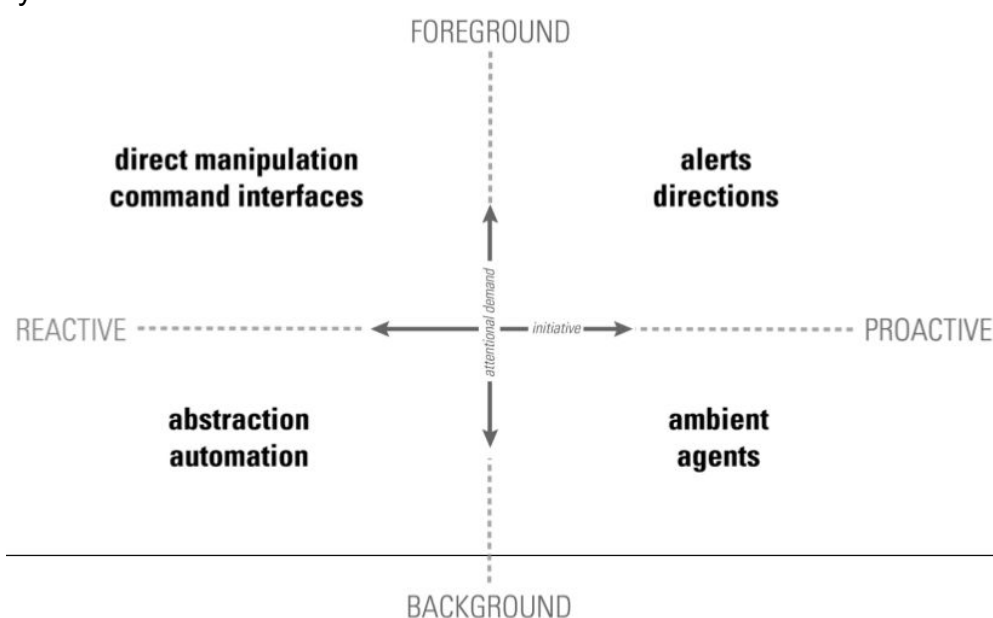 FOREGROUND
direct manipulation
command interfaces
alerts
directions
attentional demand
REACTIVE
initiative
PROACTIVE
abstraction
automation
ambient
agents
BACKGROUND